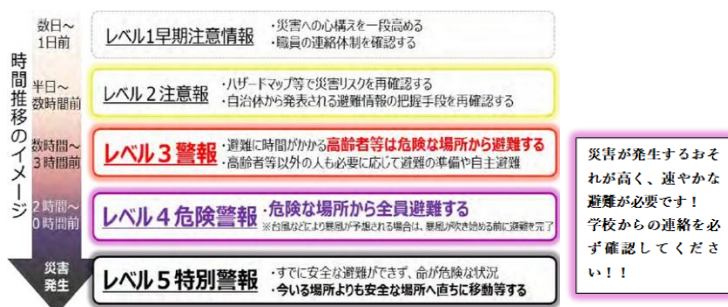 時間推移のイメージ
数日～
1日前
レベル1早期注意情報
・災害への心構えを一段高める
・職員の連絡体制を確認する
半日～
数時間前
レベル２注意報
・ハザードマップ等で災害リスクを再確認する
・自治体から発表される避難情報の把握手段を再確認する
数時間～
3時間前
レベル３警報
・避難に時間がかかる高齢者等は危険な場所から避難する
・高齢者等以外の人も必要に応じて避難の準備や自主避難
2時間～
0時間前
レベル４危険警報
・危険な場所から全員避難する
※台風などにより暴風が予想される場合は、暴風が吹き始める前に避難を完了
災害
発生
レベル５特別警報
・すでに安全な避難ができず、命が危険な状況
・今いる場所よりも安全な場所へ直ちに移動等する
災害が発生するおそ
れが高く、速やかな
避難が必要です！
学校からの連絡を必
ず確認してくださ
い！！